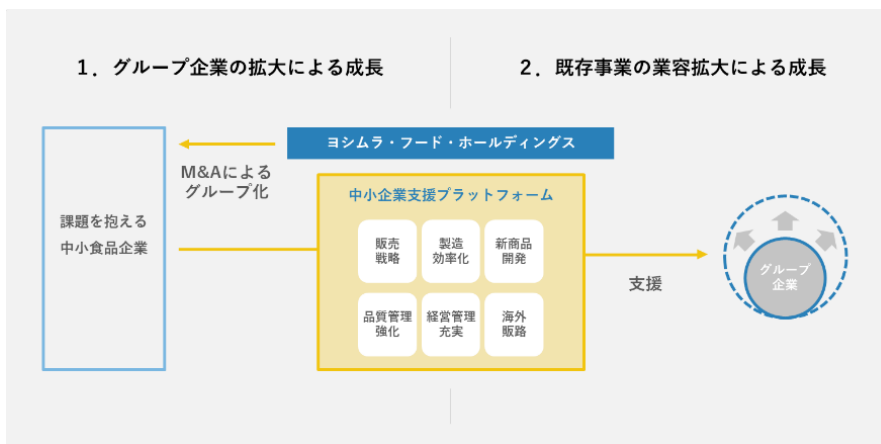 1. グループ企業の拡大による成長
2. 既存事業の業容拡大による成長
ヨシムラ・フード・ホールディングス
M&Aによる
グループ化
課題を抱える
中小食品企業
中小企業支援プラットフォーム
販売
戦略
製造
効率化
新商品
開発
品質管理
強化
経営管理
充実
海外
販路
支援
グループ
企業